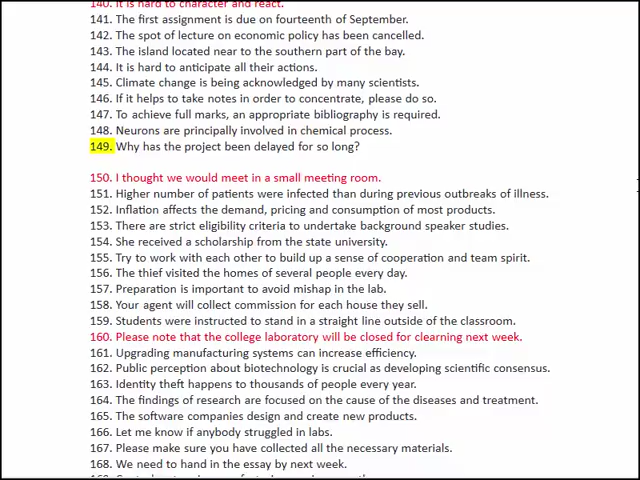 140. It is hard to character and react.
141. The first assignment is due on fourteenth of September.
142. The spot of lecture on economic policy has been cancelled.
143. The island located near to the southern part of the bay.
144. It is hard to anticipate all their actions.
145. Climate change is being acknowledged by many scientists.
146. If it helps to take notes in order to concentrate, please do so.
147. To achieve full marks, an appropriate bibliography is required.
148. Neurons are principally involved in chemical process.
149. Why has the project been delayed for so long?
150. I thought we would meet in a small meeting room.
151. Higher number of patients were infected than during previous outbreaks of illness.
152. Inflation affects the demand, pricing and consumption of most products.
153. There are strict eligibility criteria to undertake background speaker studies.
154. She received a scholarship from the state university.
155. Try to work with each other to build up a sense of cooperation and team spirit.
156. The thief visited the homes of several people every day.
157. Preparation is important to avoid mishap in the lab.
158. Your agent will collect commission for each house they sell.
159. Students were instructed to stand in a straight line outside of the classroom.
160. Please note that the college laboratory will be closed for clearning next week.
161. Upgrading manufacturing systems can increase efficiency.
162. Public perception about biotechnology is crucial as developing scientific consensus.
163. Identity theft happens to thousands of people every year.
164. The findings of research are focused on the cause of the diseases and treatment.
165. The software companies design and create new products.
166. Let me know if anybody struggled in labs.
167. Please make sure you have collected all the necessary materials.
168. We need to hand in the essay by next week.